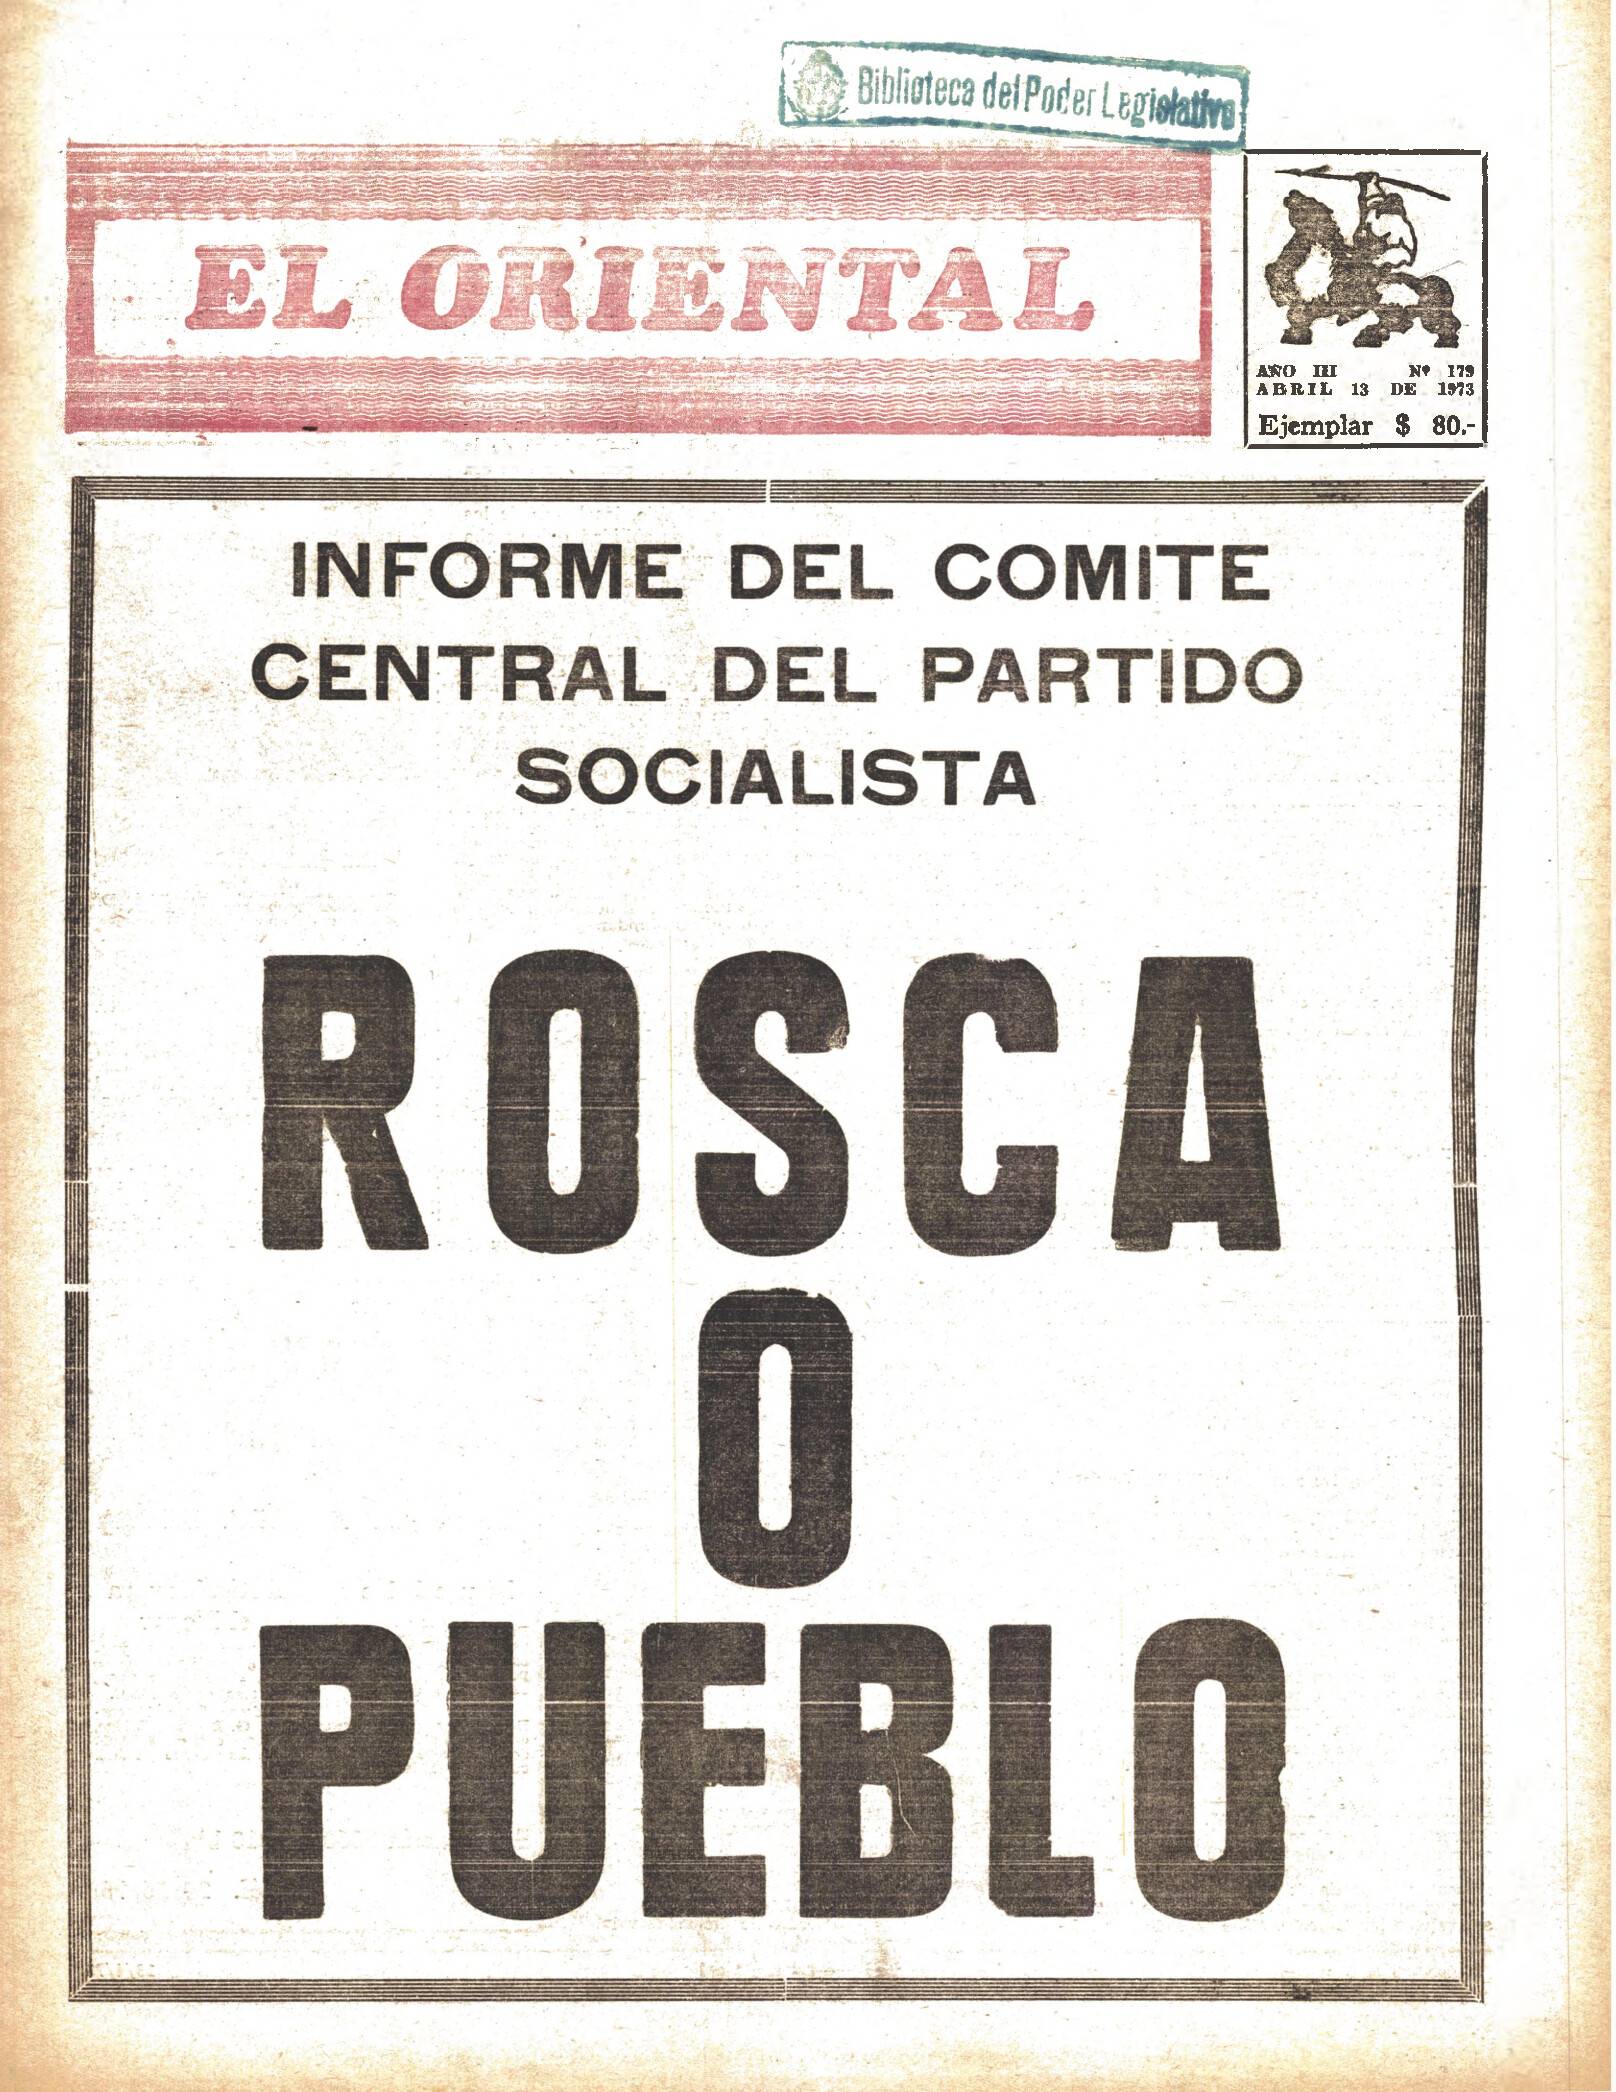 Biblioteca del Poder Legislativo
EL ORIENTAL
AÑO III Nº 179
ABRIL 13 DE 1973
Ejemplar $ 80.-
INFORME DEL COMITE
CENTRAL DEL PARTIDO
SOCIALISTA
ROSCA
O
PUEBLO